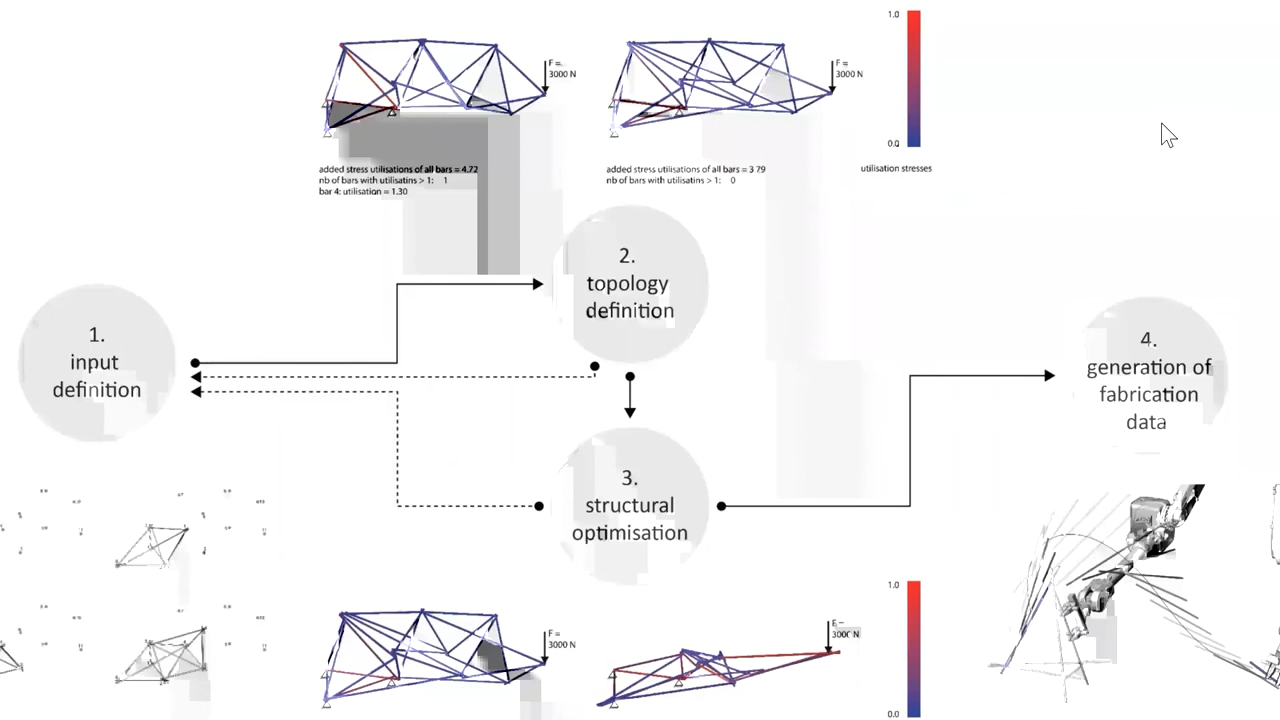 1.0
F =
3000 N
F =
3000 N
0.0
added stress utilisations of all bars = 4.72
nb of bars with utilisatins > 1: 1
bar 4: utilisation = 1.30
added stress utilisations of all bars = 3 79
nb of bars with utilisatins > 1: 0
utilisation stresses
2.
topology
definition
1.
input
definition
4.
generation of
fabrication
data
3.
structural
optimisation
1.0
F =
3000 N
3000 N
0.0